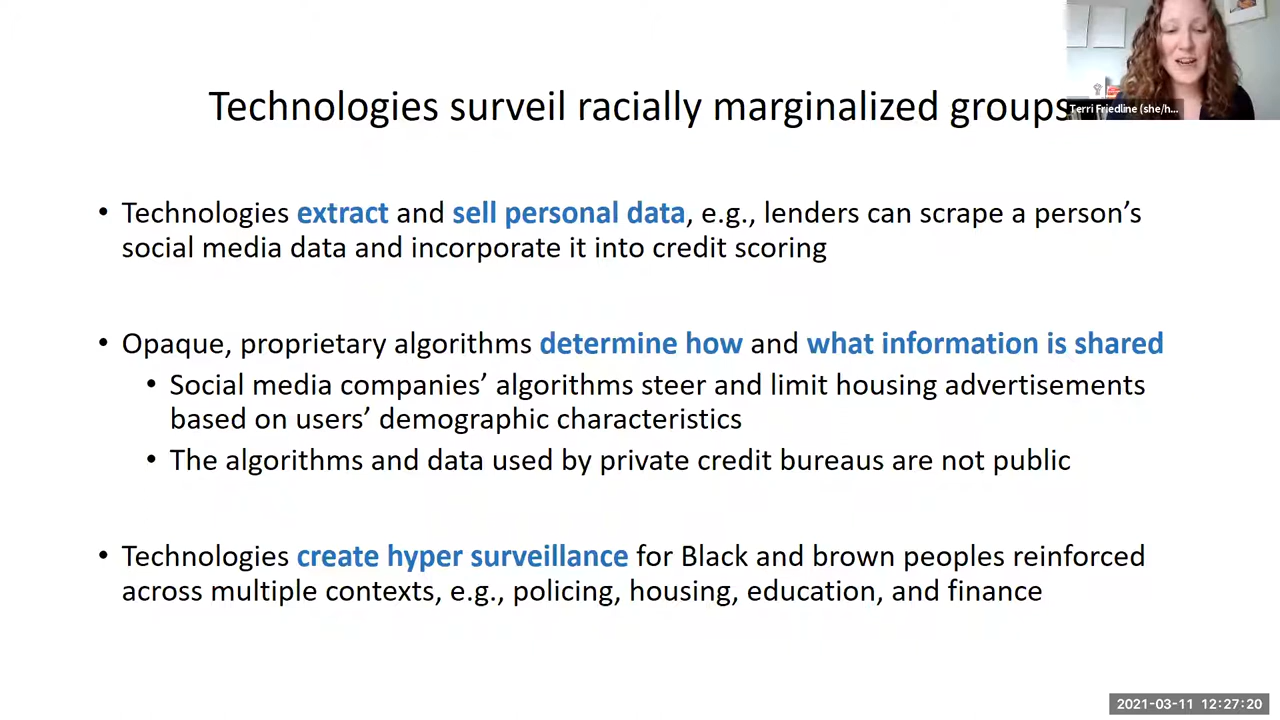 Technologies surveil racially marginalized groups
Terri Friedline (she/h...
• Technologies extract and sell personal data, e.g., lenders can scrape a person’s
social media data and incorporate it into credit scoring
• Opaque, proprietary algorithms determine how and what information is shared
• Social media companies’ algorithms steer and limit housing advertisements
based on users’ demographic characteristics
• The algorithms and data used by private credit bureaus are not public
• Technologies create hyper surveillance for Black and brown peoples reinforced
across multiple contexts, e.g., policing, housing, education, and finance
2021-03-11 12:27:20